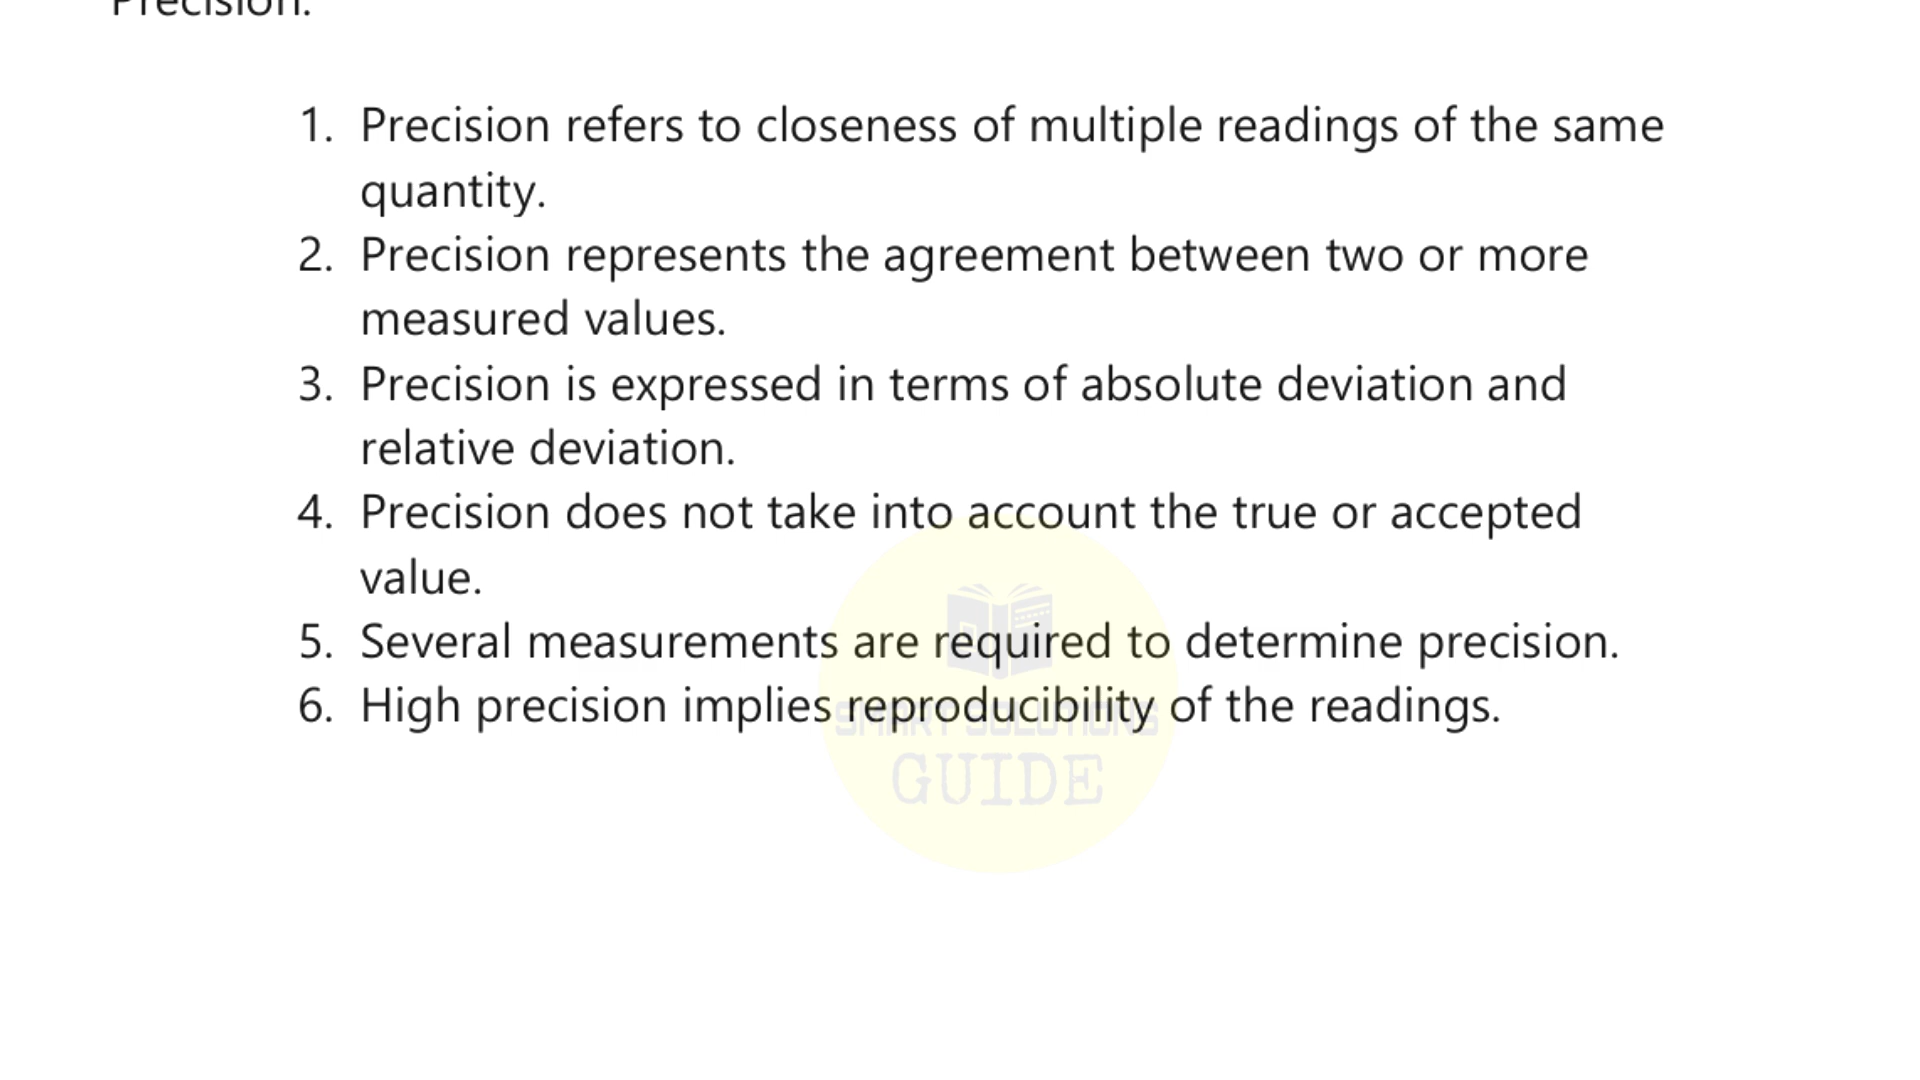 Precision:
1. Precision refers to closeness of multiple readings of the same
quantity.
2. Precision represents the agreement between two or more
measured values.
3. Precision is expressed in terms of absolute deviation and
relative deviation.
4. Precision does not take into account the true or accepted
value.
5. Several measurements are required to determine precision.
6. High precision implies reproducibility of the readings.
SMART SOLUTIONS
GUIDE